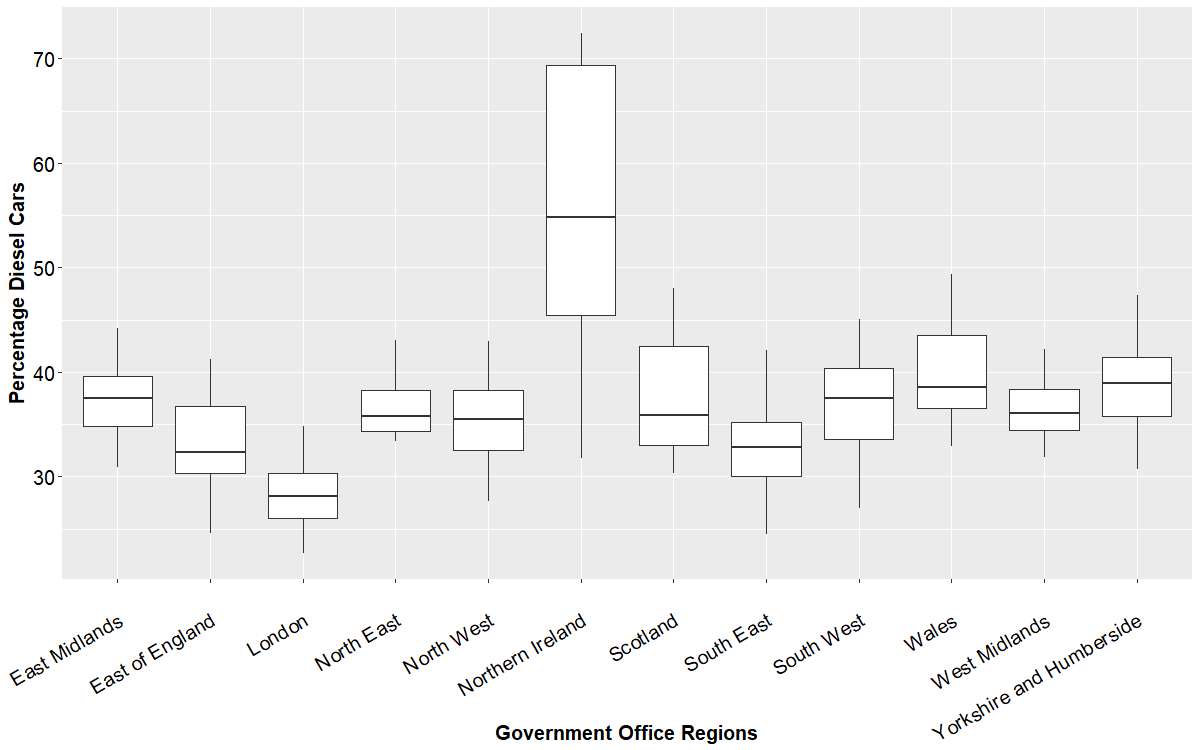 Percentage Diesel Cars
70
60
50
40
30
East Midlands
East of England
London
North East
North West
Northern Ireland
Scotland
South East
South West
Wales
West Midlands
Yorkshire and Humberside
Government Office Regions